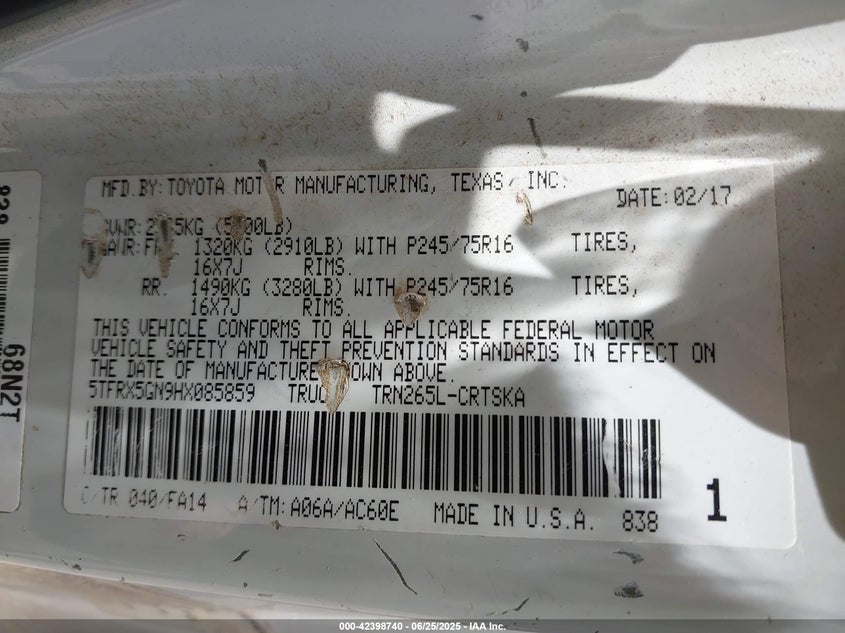 MFD.BY: TOYOTA MOTOR MANUFACTURING, TEXAS, INC.
DATE: 02/17
1320KG (2910LB) WITH P245/75R16 TIRES,
16X7J RIMS.
RR. 1490KG (3280LB) WITH P245/75R16 TIRES,
16X7J RIMS.
THIS VEHICLE CONFORMS TO ALL APPLICABLE FEDERAL MOTOR
VEHICLE SAFETY AND THEFT PREVENTION STANDARDS IN EFFECT ON
THE DATE OF MANUFACTURE SHOWN ABOVE.
5TFRX5GN9HX085859 TRUCK TRN265L-CRTSKA
C/TR 040/FA14 A/TM: A06A/AC60E MADE IN U.S.A. 838
1
68N2T
000-42398740 - 06/25/2025 - IAA Inc.